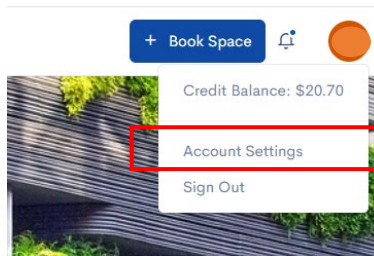 + Book Space
Credit Balance: $20.70
Account Settings
Sign Out